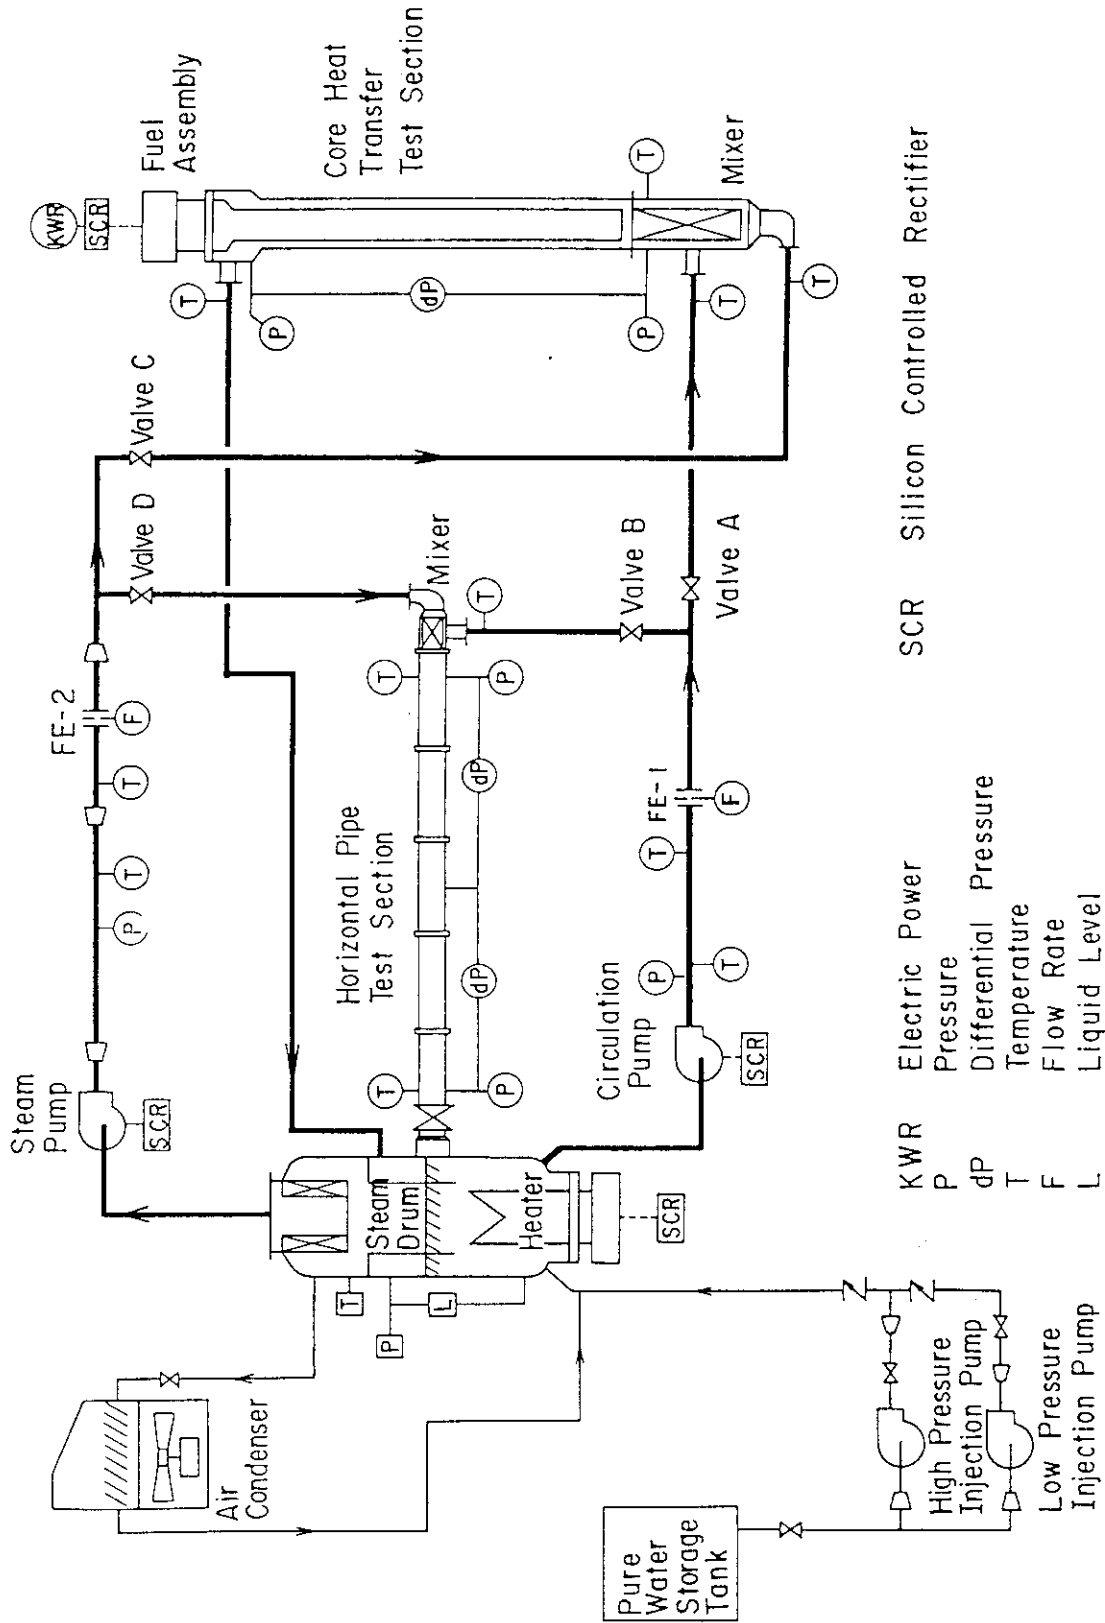 KWR
SCR
Fuel
Assembly
Core Heat
Transfer
Test Section
T
P
dP
P
T
T
T
Mixer
Valve C
Valve D
Mixer
T
Valve B
Valve A
FE-2
F
T
T
P
Steam
Pump
SCR
Horizontal Pipe
Test Section
T
P
dP
dP
T
P
FE-1
F
T
T
P
Circulation
Pump
SCR
Steam
Drum
Heater
SCR
T
L
P
Air
Condenser
High Pressure
Injection Pump
Low Pressure
Injection Pump
Pure
Water
Storage
Tank
KWR Electric Power
P Pressure
dP Differential Pressure
T Temperature
F Flow Rate
L Liquid Level
SCR Silicon Controlled Rectifier